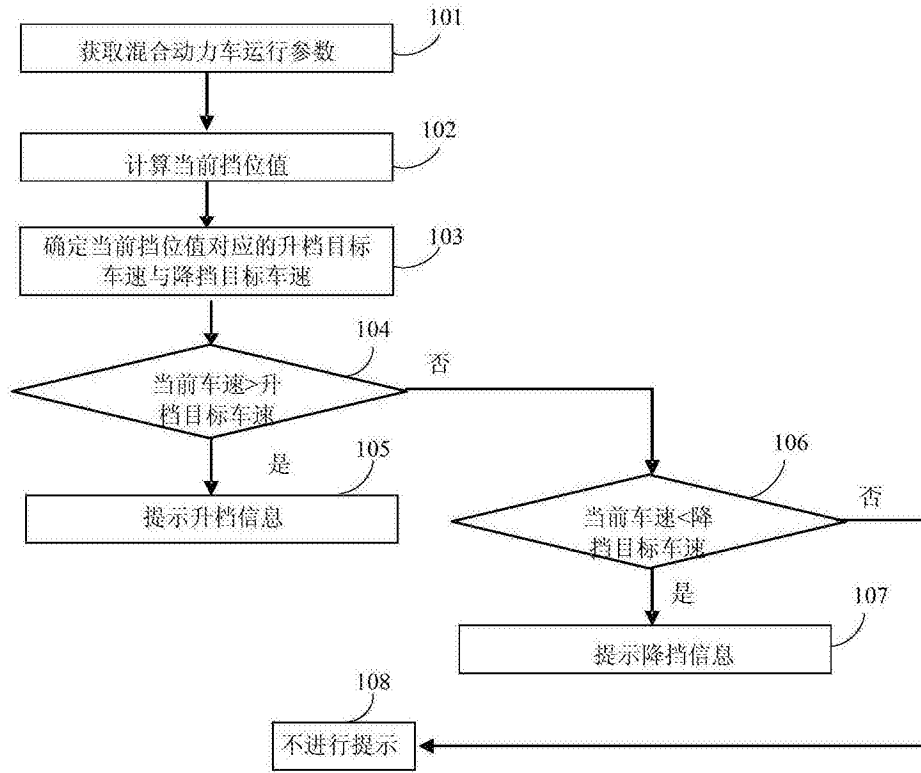 101
获取混合动力车运行参数
102
计算当前挡位值
103
确定当前挡位值对应的升档目标
车速与降挡目标车速
104
当前车速>升
档目标车速
否
是
105
提示升档信息
106
当前车速<降
挡目标车速
否
是
107
提示降挡信息
108
不进行提示